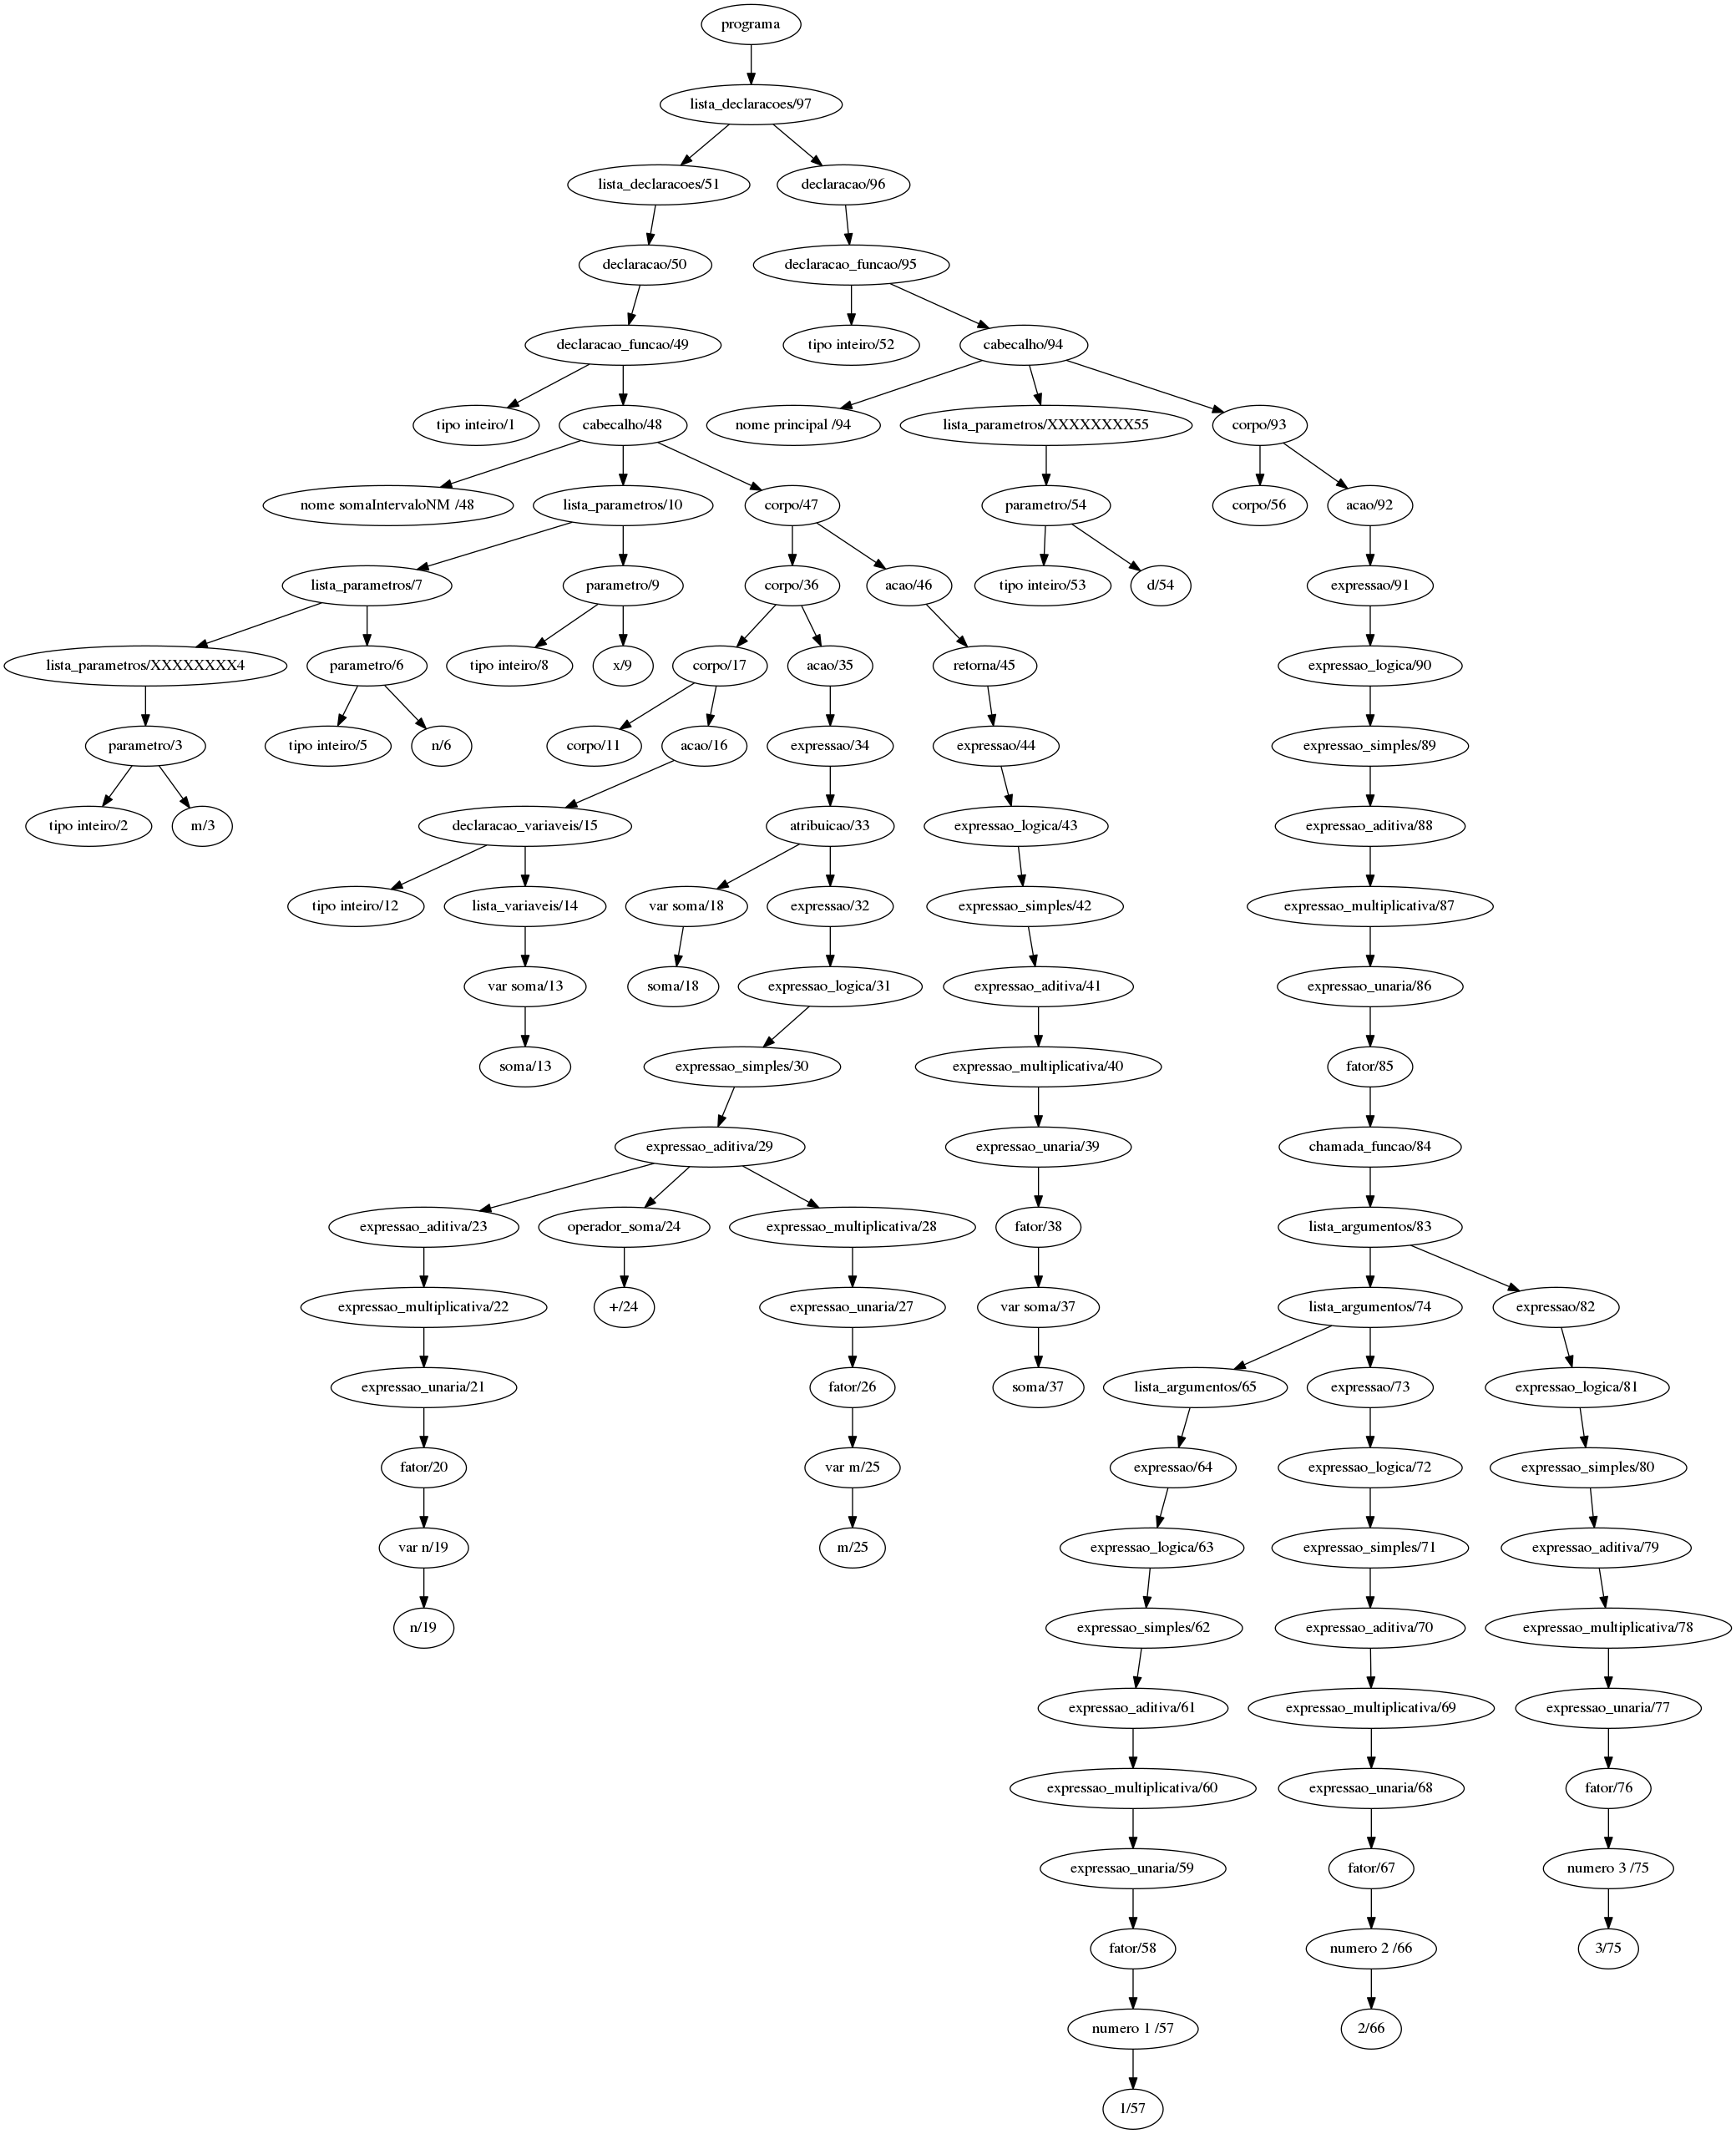 programa
lista_declaracoes/97
lista_declaracoes/51
declaracao/96
declaracao/50
declaracao_funcao/95
declaracao_funcao/49
tipo inteiro/52
cabecalho/94
tipo inteiro/1
cabecalho/48
nome principal /94
lista_parametros/XXXXXXXX55
corpo/93
nome somaIntervaloNM /48
lista_parametros/10
corpo/47
parametro/54
corpo/56
acao/92
lista_parametros/7
parametro/9
corpo/36
acao/46
tipo inteiro/53
d/54
expressao/91
lista_parametros/XXXXXXXX4
parametro/6
tipo inteiro/8
x/9
corpo/17
acao/35
retorna/45
expressao_logica/90
parametro/3
tipo inteiro/5
n/6
corpo/11
acao/16
expressao/34
expressao/44
expressao_simples/89
tipo inteiro/2
m/3
declaracao_variaveis/15
atribuicao/33
expressao_logica/43
expressao_aditiva/88
tipo inteiro/12
lista_variaveis/14
var soma/18
expressao/32
expressao_simples/42
expressao_multiplicativa/87
var soma/13
soma/18
expressao_logica/31
expressao_aditiva/41
expressao_unaria/86
soma/13
expressao_simples/30
expressao_multiplicativa/40
fator/85
expressao_aditiva/29
expressao_unaria/39
chamada_funcao/84
expressao_aditiva/23
operador_soma/24
expressao_multiplicativa/28
fator/38
lista_argumentos/83
expressao_multiplicativa/22
+/24
expressao_unaria/27
var soma/37
lista_argumentos/74
expressao/82
expressao_unaria/21
fator/26
soma/37
lista_argumentos/65
expressao/73
expressao_logica/81
fator/20
var m/25
expressao/64
expressao_logica/72
expressao_simples/80
var n/19
m/25
expressao_logica/63
expressao_simples/71
expressao_aditiva/79
n/19
expressao_simples/62
expressao_aditiva/70
expressao_multiplicativa/78
expressao_aditiva/61
expressao_multiplicativa/69
expressao_unaria/77
expressao_multiplicativa/60
expressao_unaria/68
fator/76
expressao_unaria/59
fator/67
numero 3 /75
fator/58
numero 2 /66
3/75
numero 1 /57
2/66
1/57